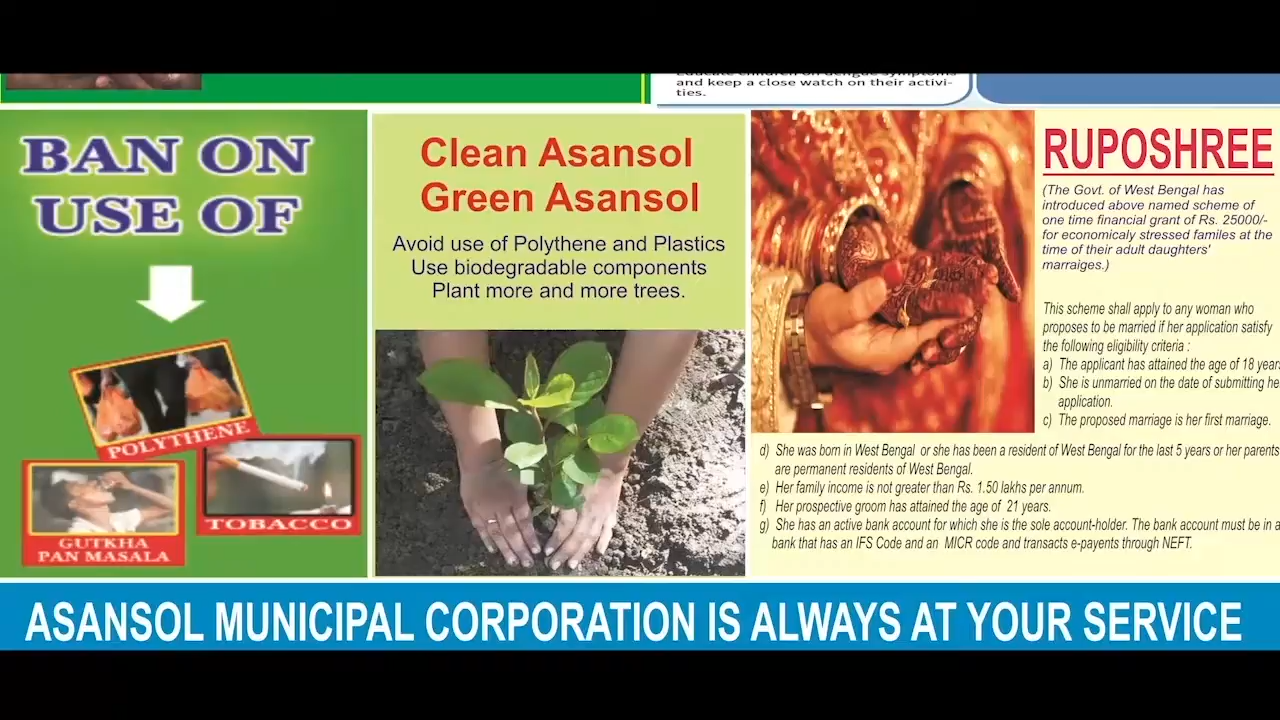 Educate children on dengue symptoms
and keep a close watch on their activi-
ties.
BAN ON
USE OF
POLYTHENE
GUTKHA
PAN MASALA
TOBACCO
Clean Asansol
Green Asansol
Avoid use of Polythene and Plastics
Use biodegradable components
Plant more and more trees.
RUPOSHREE
(The Govt. of West Bengal has
introduced above named scheme of
one time financial grant of Rs. 25000/-
for economicaly stressed familes at the
time of their adult daughters'
marraiges.)
This scheme shall apply to any woman who
proposes to be married if her application satisfy
the following eligibility criteria :
a) The applicant has attained the age of 18 years
b) She is unmarried on the date of submitting he
application.
c) The proposed marriage is her first marriage.
d) She was born in West Bengal or she has been a resident of West Bengal for the last 5 years or her parents
are permanent residents of West Bengal.
e) Her family income is not greater than Rs. 1.50 lakhs per annum.
f) Her prospective groom has attained the age of 21 years.
g) She has an active bank account for which she is the sole account-holder. The bank account must be in a
bank that has an IFS Code and an MICR code and transacts e-payents through NEFT.
ASANSOL MUNICIPAL CORPORATION IS ALWAYS AT YOUR SERVICE